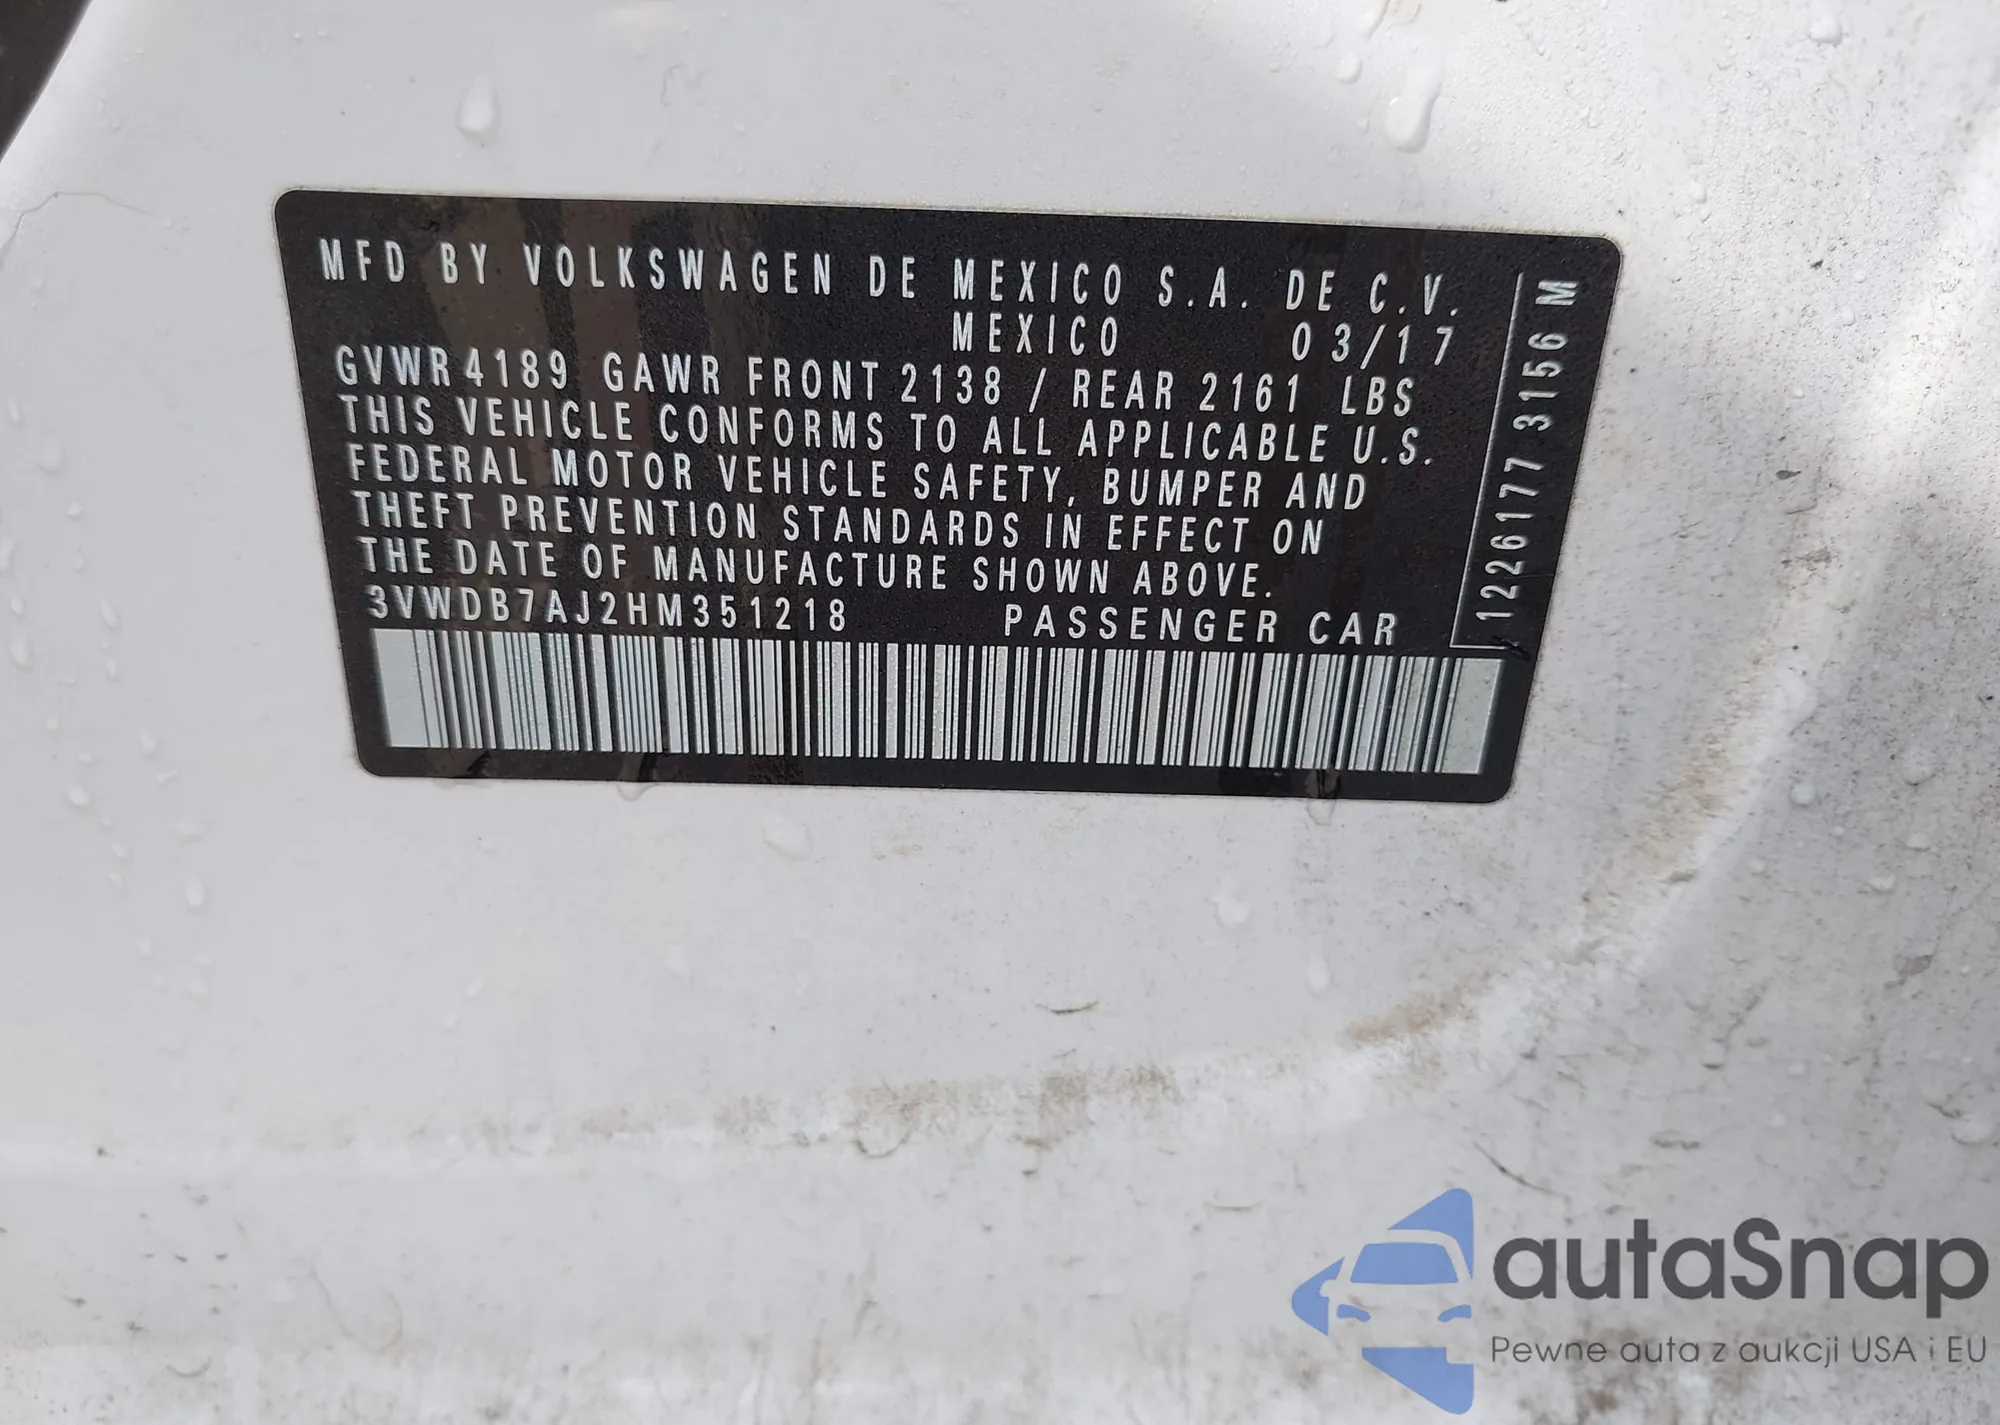 MFD BY VOLKSWAGEN DE MEXICO S.A. DE C.V.
MEXICO 03/17
GVWR 4189 GAWR FRONT 2138 / REAR 2161 LBS
THIS VEHICLE CONFORMS TO ALL APPLICABLE U.S.
FEDERAL MOTOR VEHICLE SAFETY, BUMPER AND
THEFT PREVENTION STANDARDS IN EFFECT ON
THE DATE OF MANUFACTURE SHOWN ABOVE.
3VWDB7AJ2HM351218 PASSENGER CAR
1226177 3156 M
autaSnap
Pewne auta z aukcji USA i EU